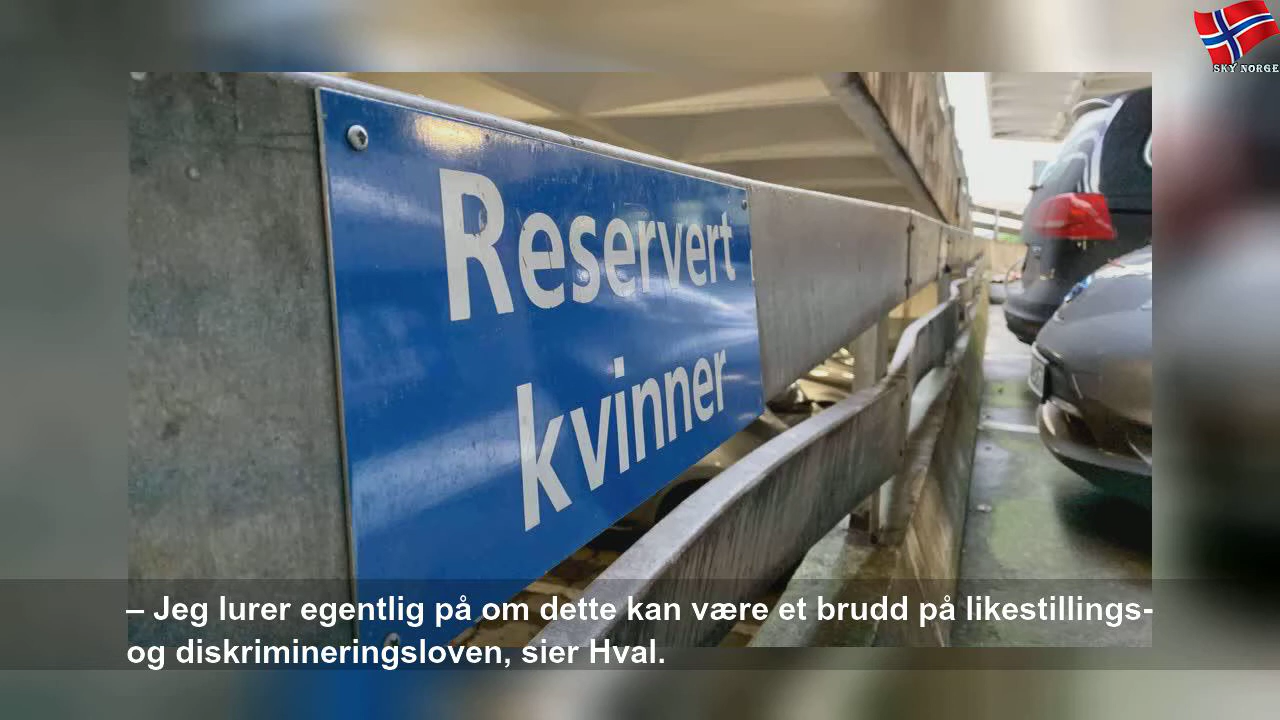 SKY NORGE
Reservert
kvinner
– Jeg lurer egentlig på om dette kan være et brudd på likestillings-
og diskrimineringsloven, sier Hval.